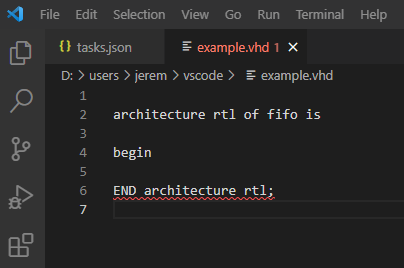 File Edit Selection View Go Run Terminal Help
{} tasks.json example.vhd 1 ×
D: > users > jerem > vscode > example.vhd
1
2 architecture rtl of fifo is
3
4 begin
5
6 END architecture rtl;
7